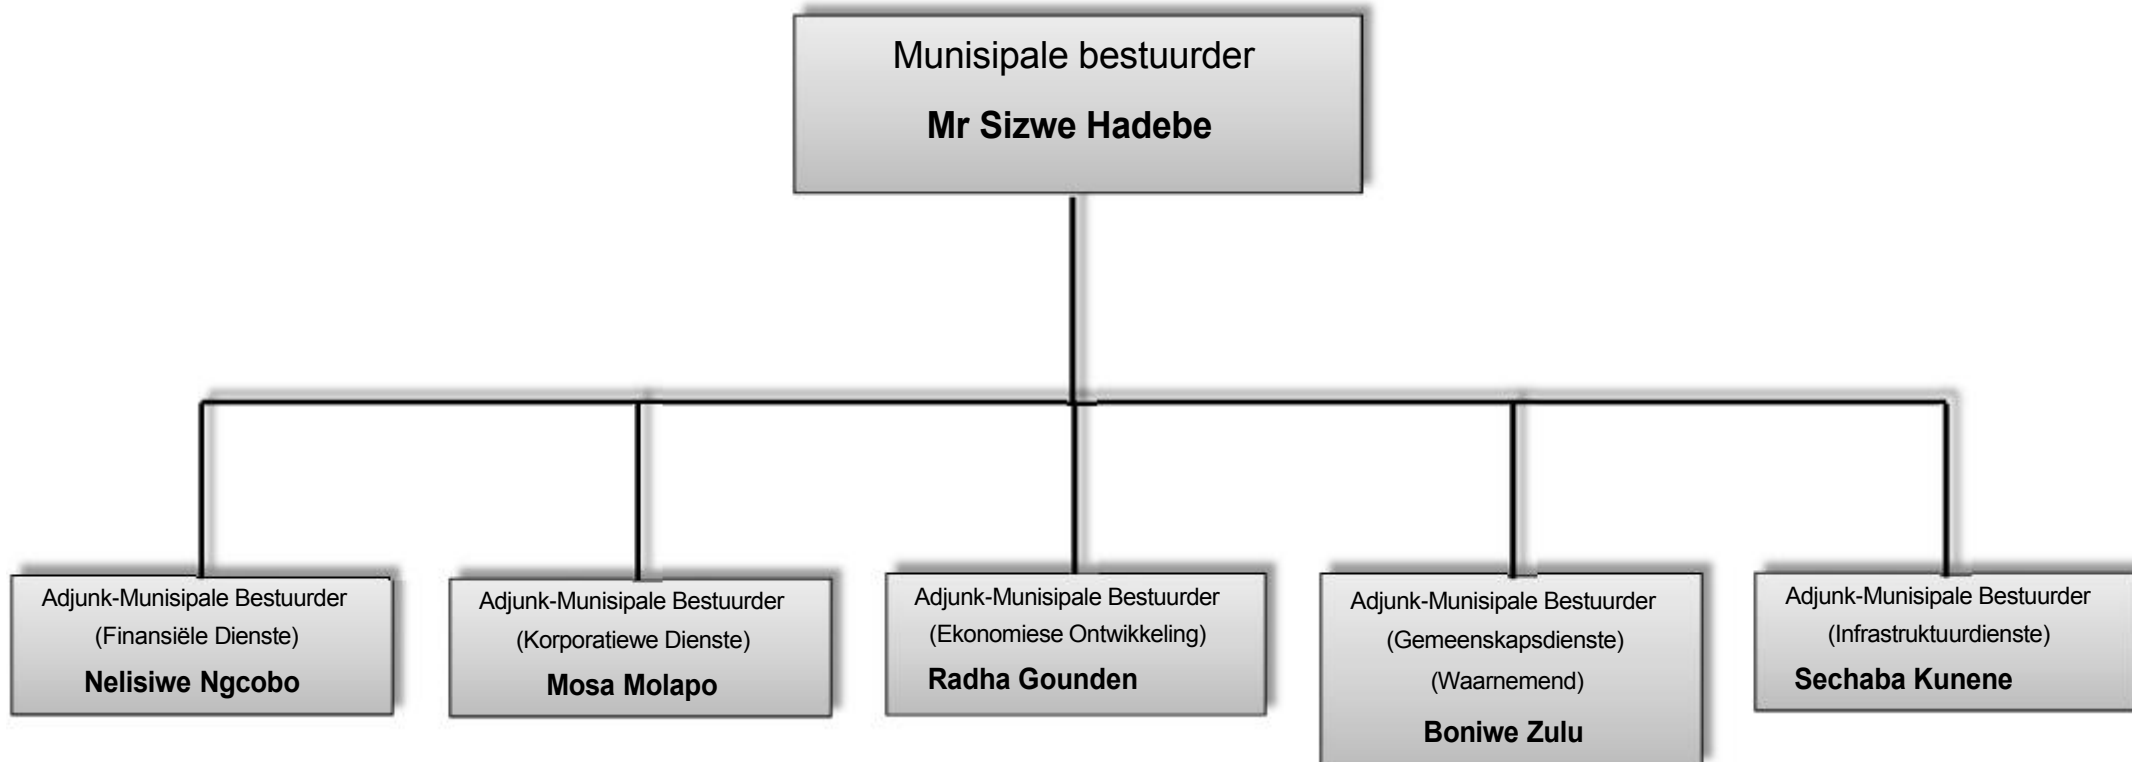 Munisipale bestuurder
Mr Sizwe Hadebe
Adjunk-Munisipale Bestuurder
(Finansiële Dienste)
Nelisiwe Ngcobo
Adjunk-Munisipale Bestuurder
(Korporatiewe Dienste)
Mosa Molapo
Adjunk-Munisipale Bestuurder
(Ekonomiese Ontwikkeling)
Radha Gounden
Adjunk-Munisipale Bestuurder
(Gemeenskapsdienste)
(Waarnemend)
Boniwe Zulu
Adjunk-Munisipale Bestuurder
(Infrastruktuurdienste)
Sechaba Kunene